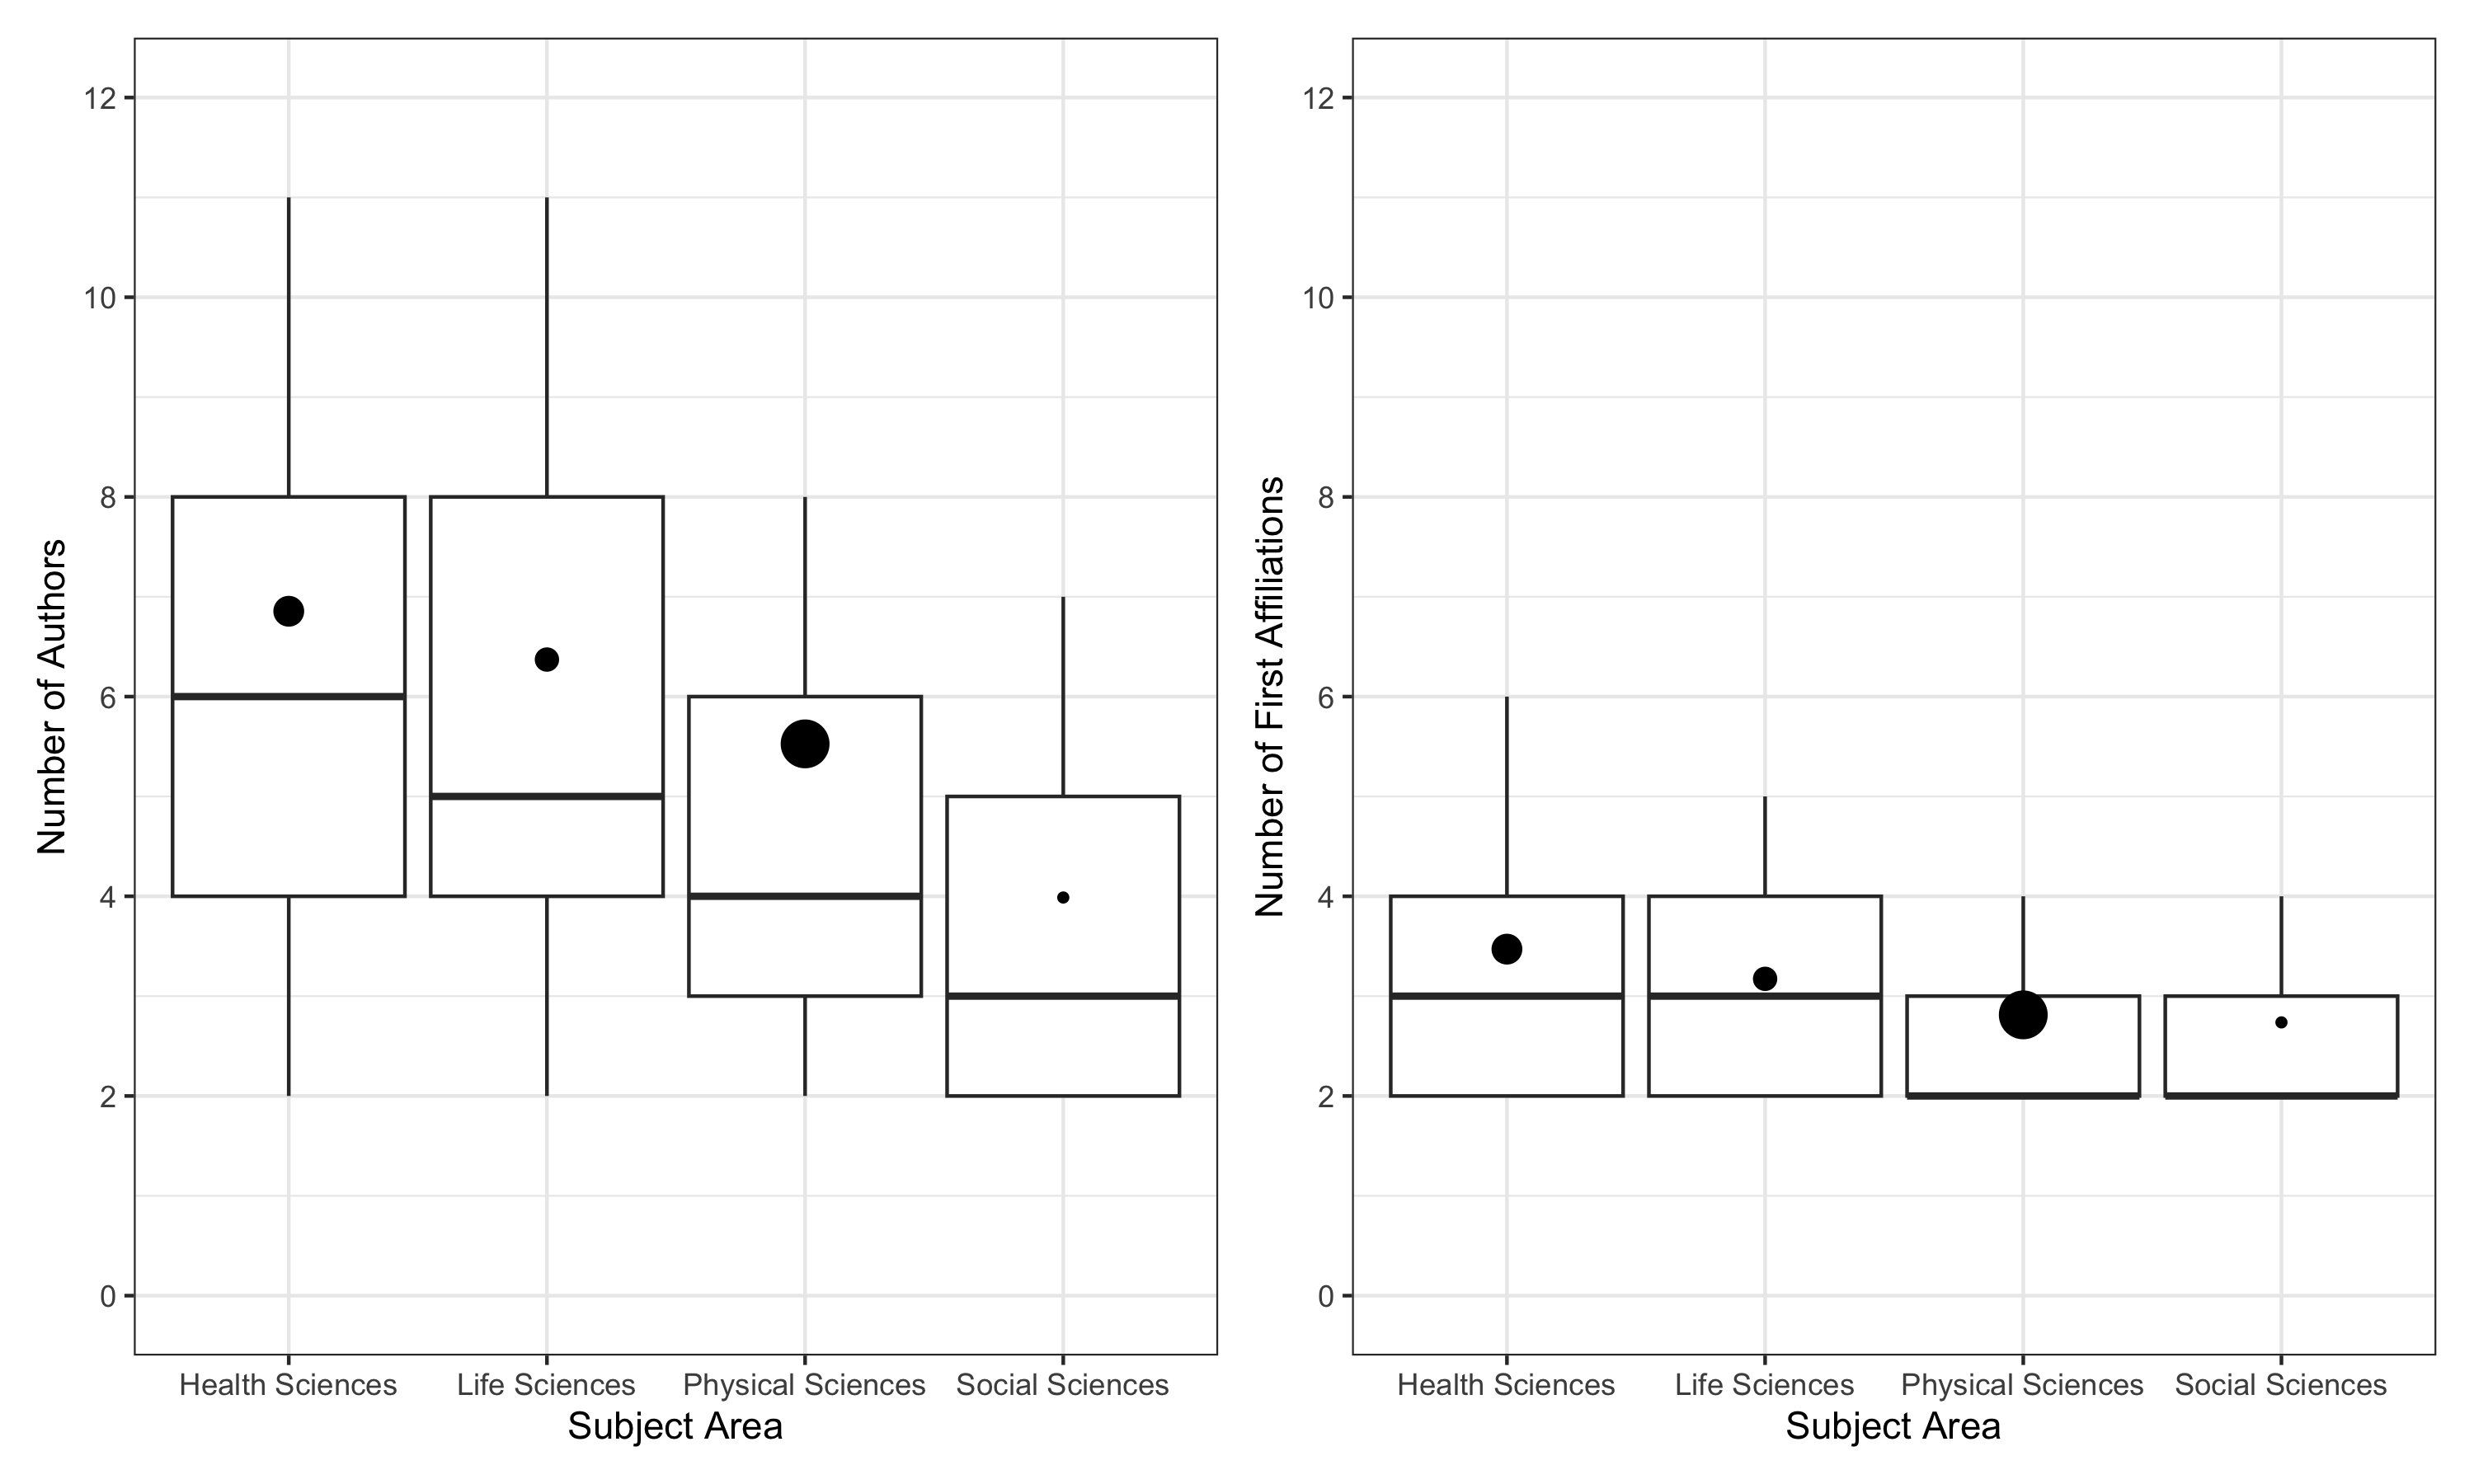 Number of Authors
12
10
8
6
4
2
0
Health Sciences
Life Sciences
Physical Sciences
Social Sciences
Subject Area
Number of First Affiliations
12
10
8
6
4
2
0
Health Sciences
Life Sciences
Physical Sciences
Social Sciences
Subject Area